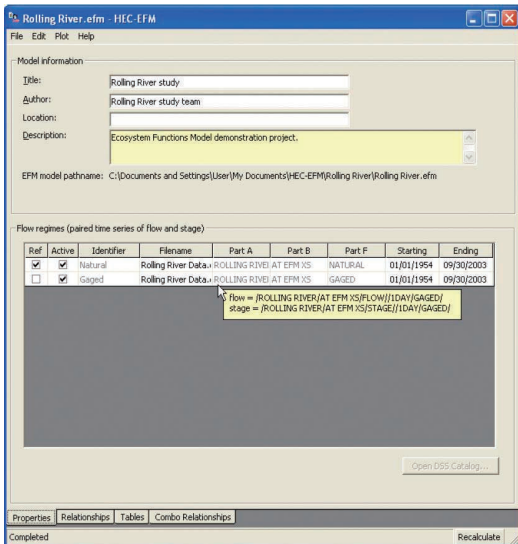 Rolling River.efm - HEC-EFM
File Edit Plot Help
Model information
Title: Rolling River study
Author: Rolling River study team
Location:
Description: Ecosystem Functions Model demonstration project.
EFM model pathname: C:\Documents and Settings\User\My Documents\HEC-EFM\Rolling River\Rolling River.efm
Flow regimes (paired time series of flow and stage)
Ref Active Identifier Filename Part A Part B Part F Starting Ending
Natural Rolling River Data. ROLLING RIVE AT EFM XS NATURAL 01/01/1954 09/30/2003
Gaged Rolling River Data. ROLLING RIVE AT EFM XS GAGED 01/01/1954 09/30/2003
flow = /ROLLING RIVER/AT EFM XS/FLOW//1DAY/GAGED/
stage = /ROLLING RIVER/AT EFM XS/STAGE//1DAY/GAGED/
Open DSS Catalog...
Properties Relationships Tables Combo Relationships
Completed Recalculate